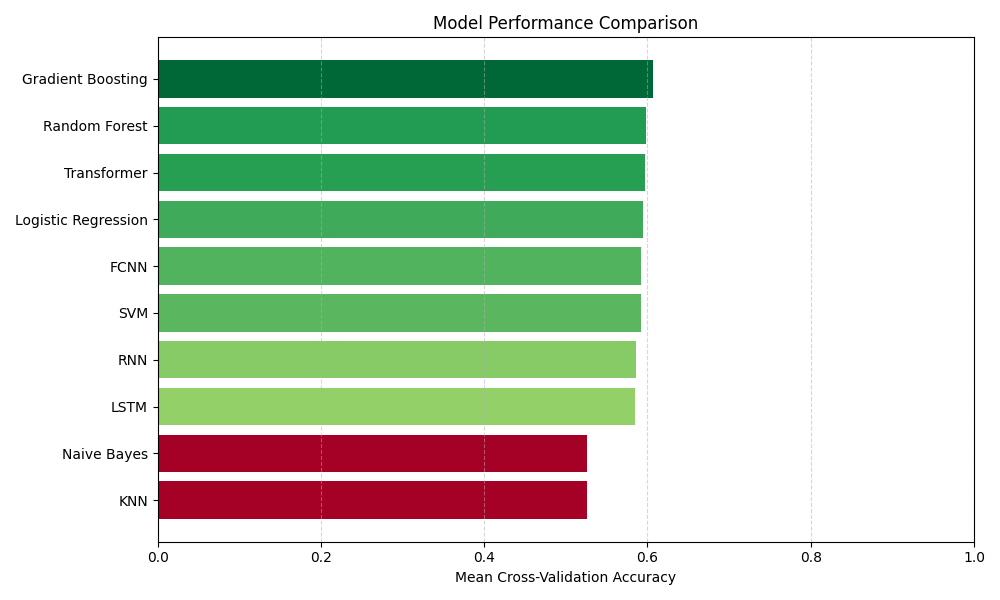 Model Performance Comparison
Gradient Boosting
Random Forest
Transformer
Logistic Regression
FCNN
SVM
RNN
LSTM
Naive Bayes
KNN
0.0 0.2 0.4 0.6 0.8 1.0
Mean Cross-Validation Accuracy